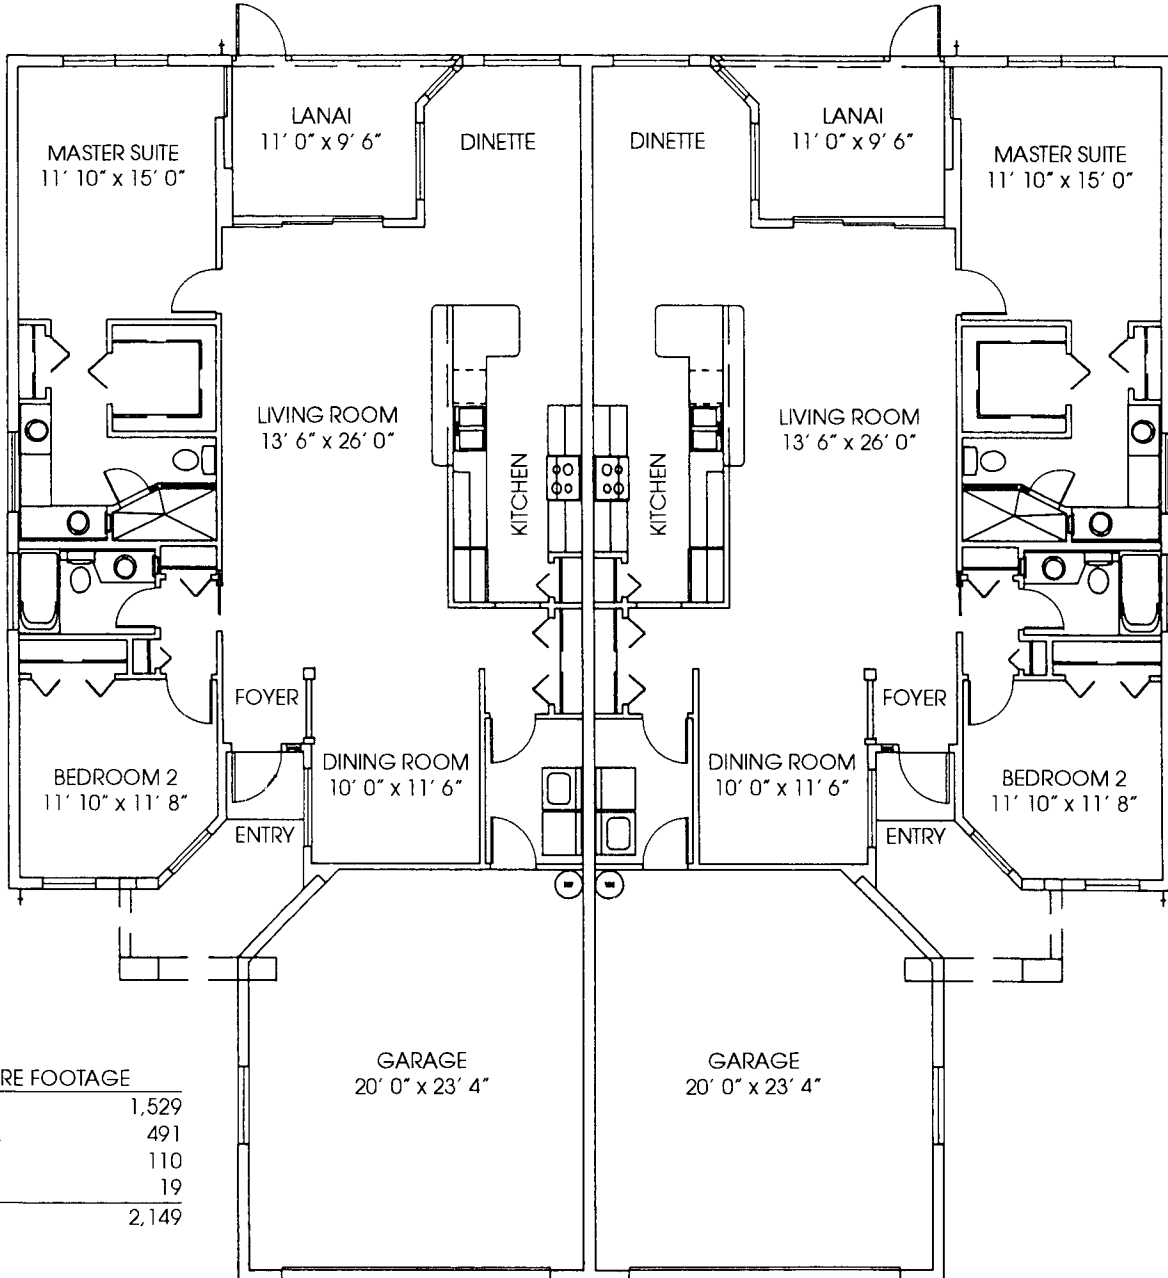 LANAI
11' 0" x 9' 6"
DINETTE
DINETTE
LANAI
11' 0" x 9' 6"
MASTER SUITE
11' 10" x 15' 0"
MASTER SUITE
11' 10" x 15' 0"
LIVING ROOM
13' 6" x 26' 0"
KITCHEN
KITCHEN
LIVING ROOM
13' 6" x 26' 0"
FOYER
FOYER
DINING ROOM
10' 0" x 11' 6"
DINING ROOM
10' 0" x 11' 6"
BEDROOM 2
11' 10" x 11' 8"
BEDROOM 2
11' 10" x 11' 8"
ENTRY
ENTRY
GARAGE
20' 0" x 23' 4"
GARAGE
20' 0" x 23' 4"
RE FOOTAGE
1,529
491
110
19
2,149